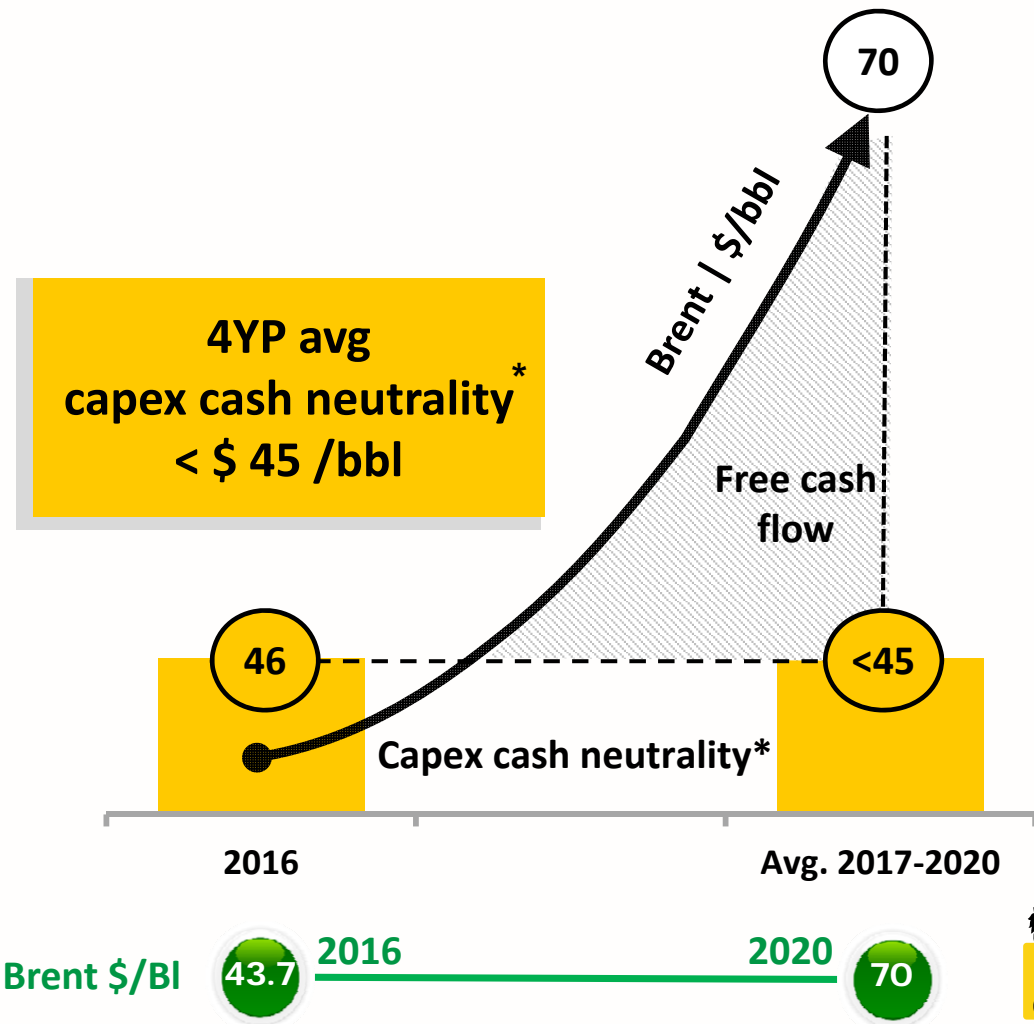 70
Brent | $/bbl
4YP avg
capex cash neutrality*
< $ 45 /bbl
Free cash
flow
46
<45
Capex cash neutrality*
2016
Avg. 2017-2020
Brent $/Bl
43.7
2016
2020
70